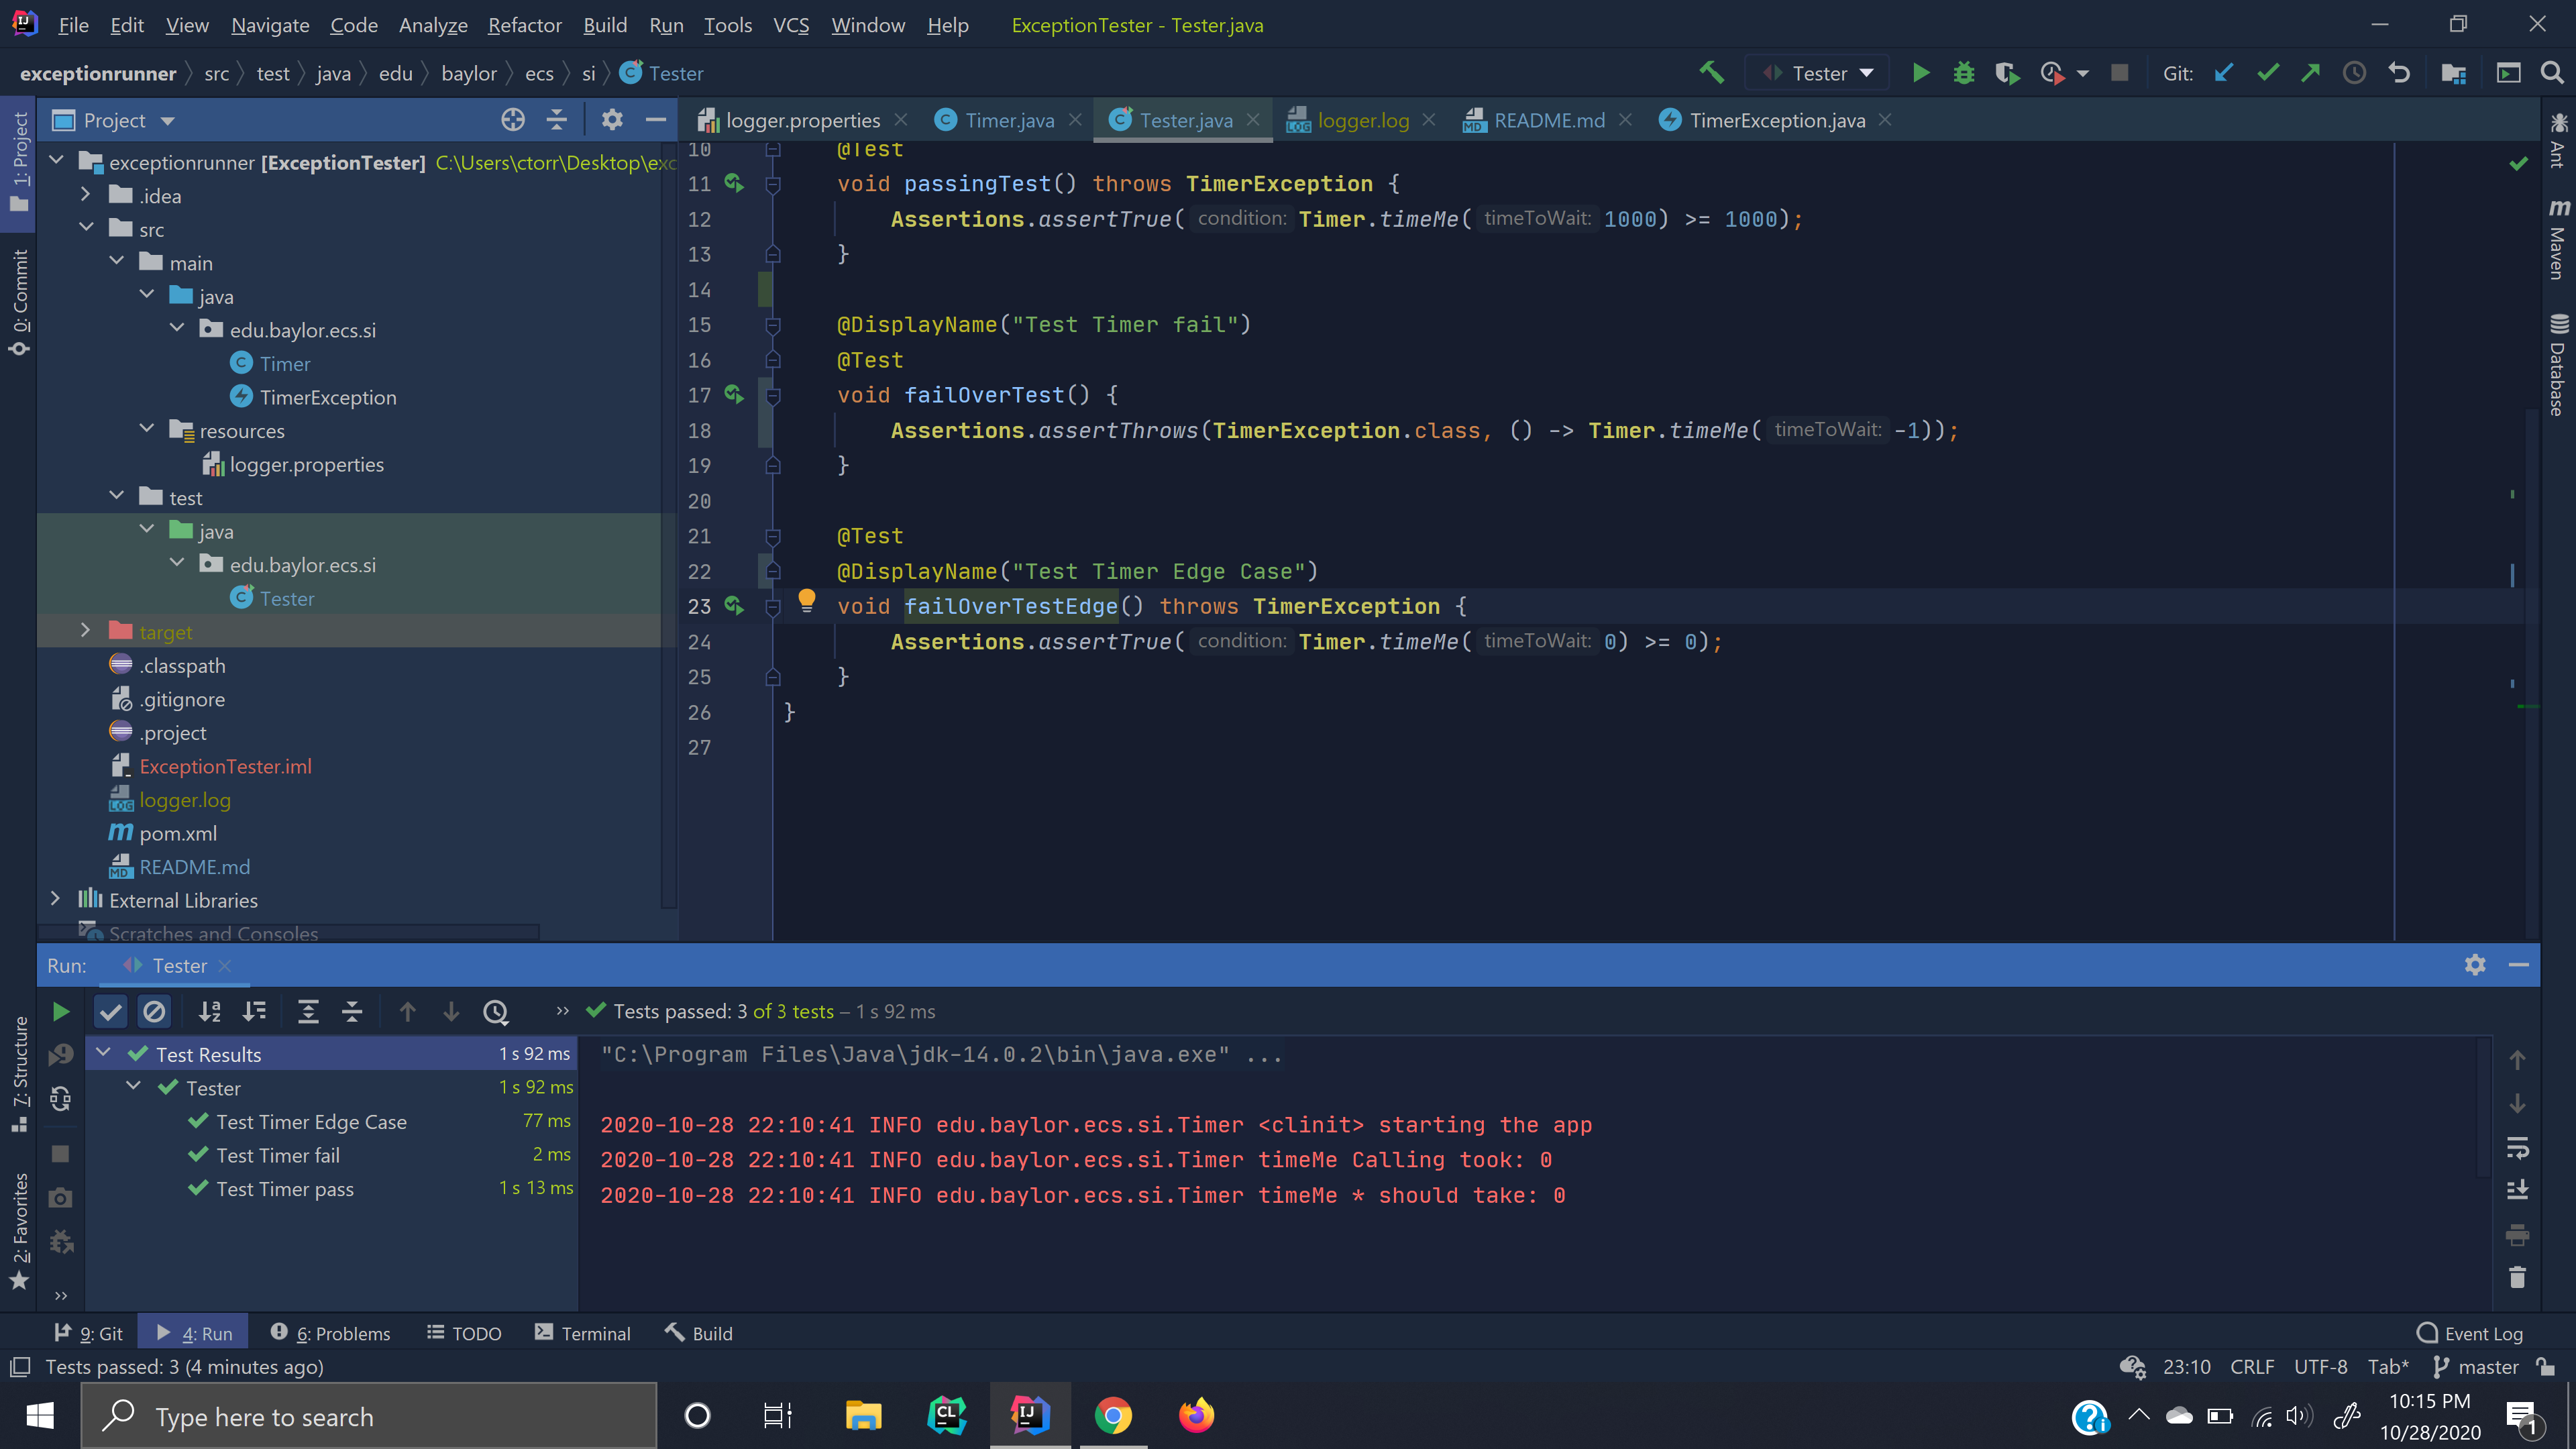 File Edit View Navigate Code Analyze Refactor Build Run Tools VCS Window Help ExceptionTester - Tester.java
exceptionrunner src test java edu baylor ecs si Tester
Tester Git:
1: Project
0: Commit
7: Structure
2: Favorites
Project
exceptionrunner [ExceptionTester] C:\Users\ctorr\Desktop\exc
.idea
src
main
java
edu.baylor.ecs.si
Timer
TimerException
resources
logger.properties
test
java
edu.baylor.ecs.si
Tester
target
.classpath
.gitignore
.project
ExceptionTester.iml
logger.log
pom.xml
README.md
External Libraries
Scratches and Consoles
logger.properties Timer.java Tester.java logger.log README.md TimerException.java
10 @Test
11 void passingTest() throws TimerException {
12 Assertions.assertTrue( condition: Timer.timeMe( timeToWait: 1000) >= 1000);
13 }
14
15 @DisplayName("Test Timer fail")
16 @Test
17 void failOverTest() {
18 Assertions.assertThrows(TimerException.class, () -> Timer.timeMe( timeToWait: -1));
19 }
20
21 @Test
22 @DisplayName("Test Timer Edge Case")
23 void failOverTestEdge() throws TimerException {
24 Assertions.assertTrue( condition: Timer.timeMe( timeToWait: 0) >= 0);
25 }
26 }
27
Ant
Maven
Database
Run: Tester
Tests passed: 3 of 3 tests – 1 s 92 ms
Test Results 1 s 92 ms
Tester 1 s 92 ms
Test Timer Edge Case 77 ms
Test Timer fail 2 ms
Test Timer pass 1 s 13 ms
"C:\Program Files\Java\jdk-14.0.2\bin\java.exe" ...
2020-10-28 22:10:41 INFO edu.baylor.ecs.si.Timer <clinit> starting the app
2020-10-28 22:10:41 INFO edu.baylor.ecs.si.Timer timeMe Calling took: 0
2020-10-28 22:10:41 INFO edu.baylor.ecs.si.Timer timeMe * should take: 0
9: Git 4: Run 6: Problems TODO Terminal Build Event Log
Tests passed: 3 (4 minutes ago) 23:10 CRLF UTF-8 Tab* master
Type here to search
10:15 PM
10/28/2020
1